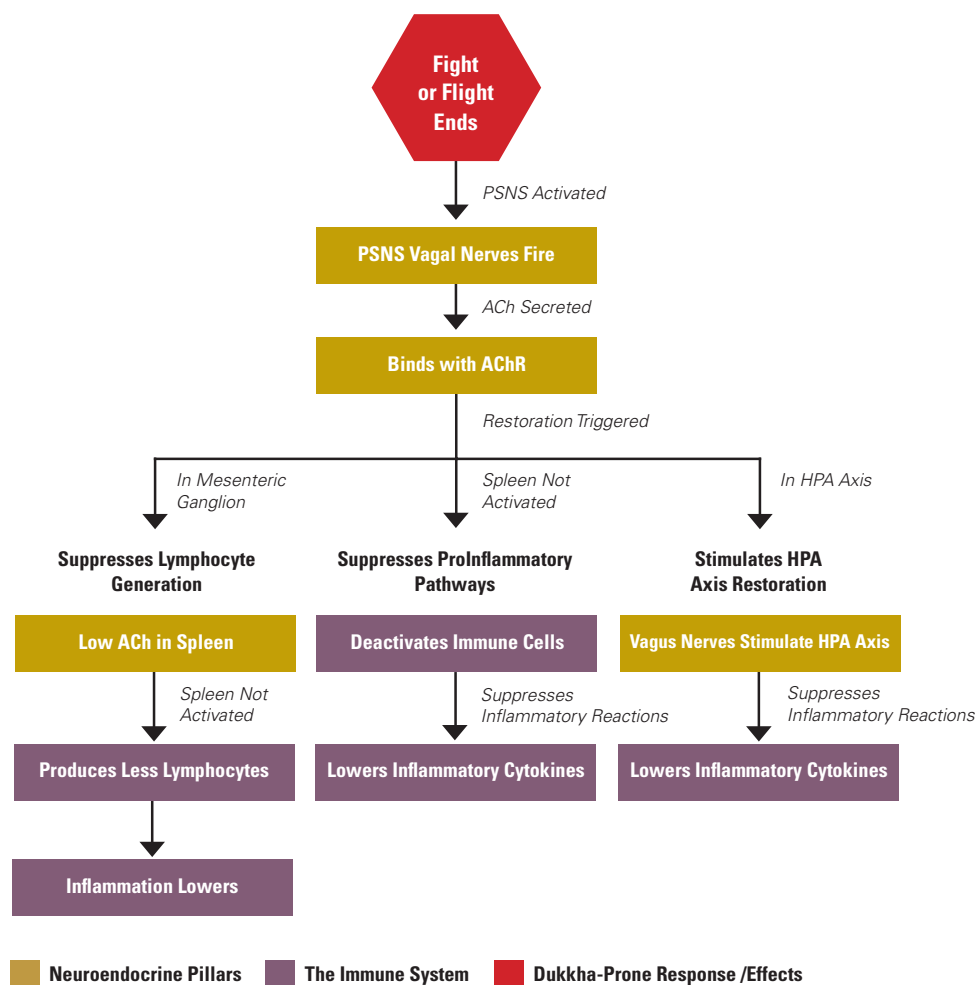 Fight
or Flight
Ends
PSNS Activated
PSNS Vagal Nerves Fire
ACh Secreted
Binds with AChR
Restoration Triggered
In Mesenteric
Ganglion
Spleen Not
Activated
In HPA Axis
Suppresses Lymphocyte
Generation
Suppresses ProInflammatory
Pathways
Stimulates HPA
Axis Restoration
Low ACh in Spleen
Deactivates Immune Cells
Vagus Nerves Stimulate HPA Axis
Spleen Not
Activated
Suppresses
Inflammatory Reactions
Suppresses
Inflammatory Reactions
Produces Less Lymphocytes
Lowers Inflammatory Cytokines
Lowers Inflammatory Cytokines
Inflammation Lowers
Neuroendocrine Pillars
The Immune System
Dukkha-Prone Response /Effects